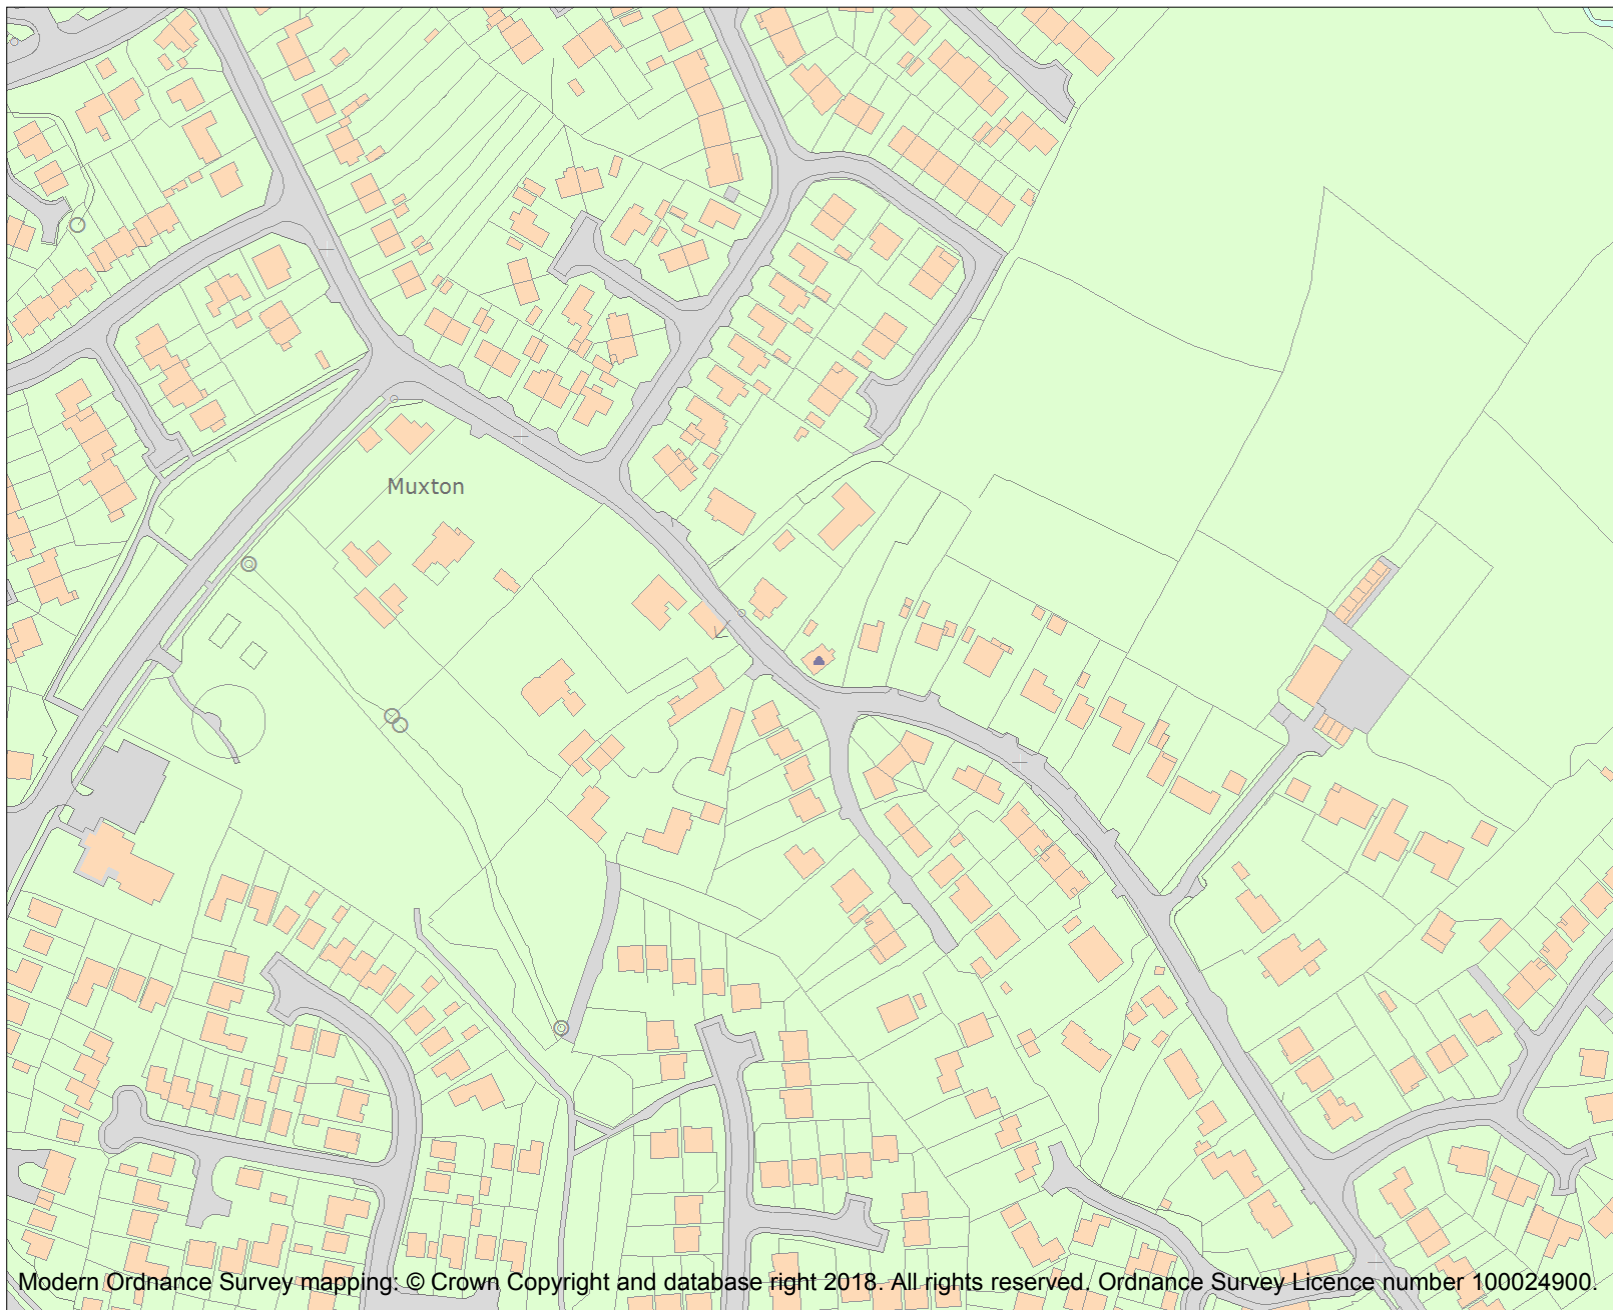 Muxton
Modern Ordnance Survey mapping: © Crown Copyright and database right 2018. All rights reserved. Ordnance Survey Licence number 100024900.